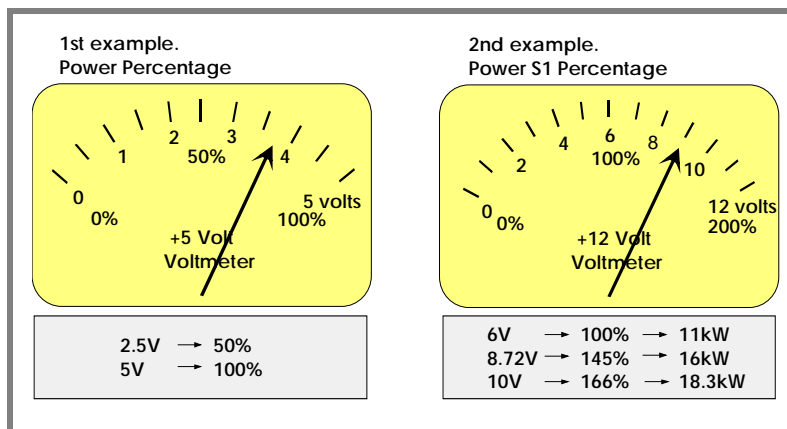 1st example.
Power Percentage
0
1
2
3
4
5 volts
0%
50%
100%
+5 Volt
Voltmeter
2.5V → 50%
5V → 100%
2nd example.
Power S1 Percentage
0
2
4
6
8
10
12 volts
0%
100%
200%
+12 Volt
Voltmeter
6V → 100% → 11kW
8.72V → 145% → 16kW
10V → 166% → 18.3kW